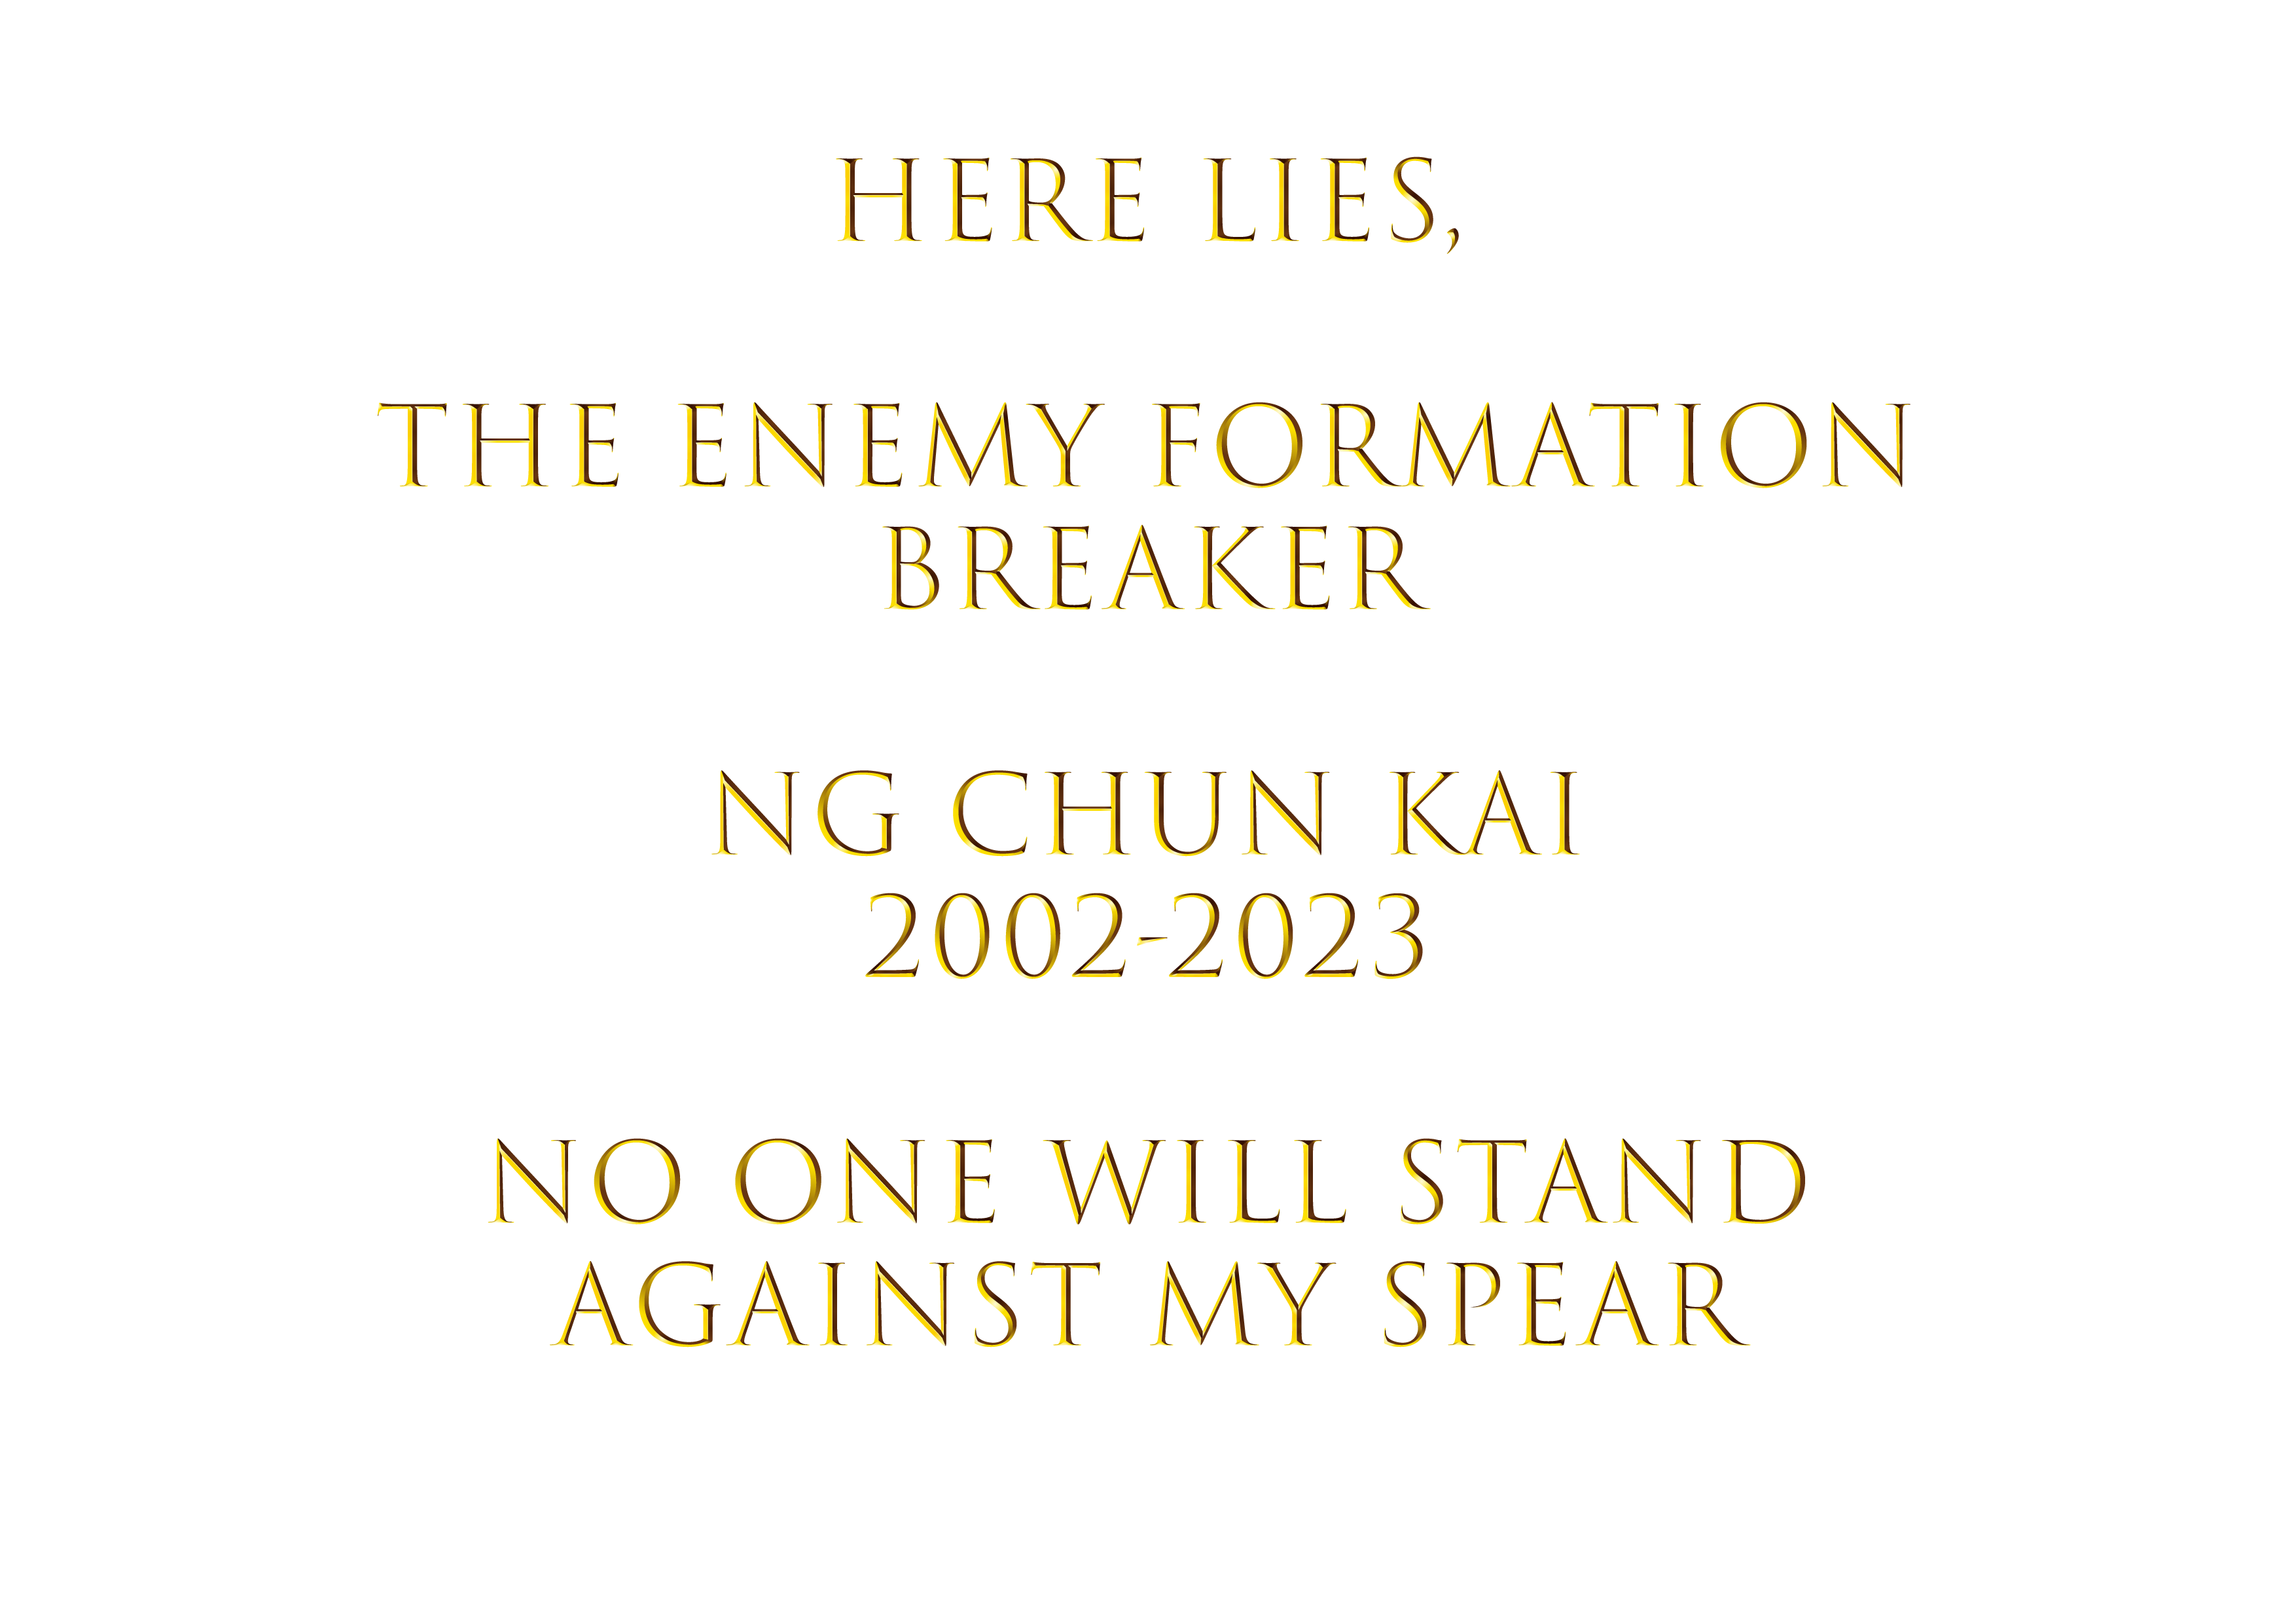 HERE LIES,
THE ENEMY FORMATION
BREAKER
NG CHUN KAI
2002-2023
NO ONE WILL STAND
AGAINST MY SPEAR